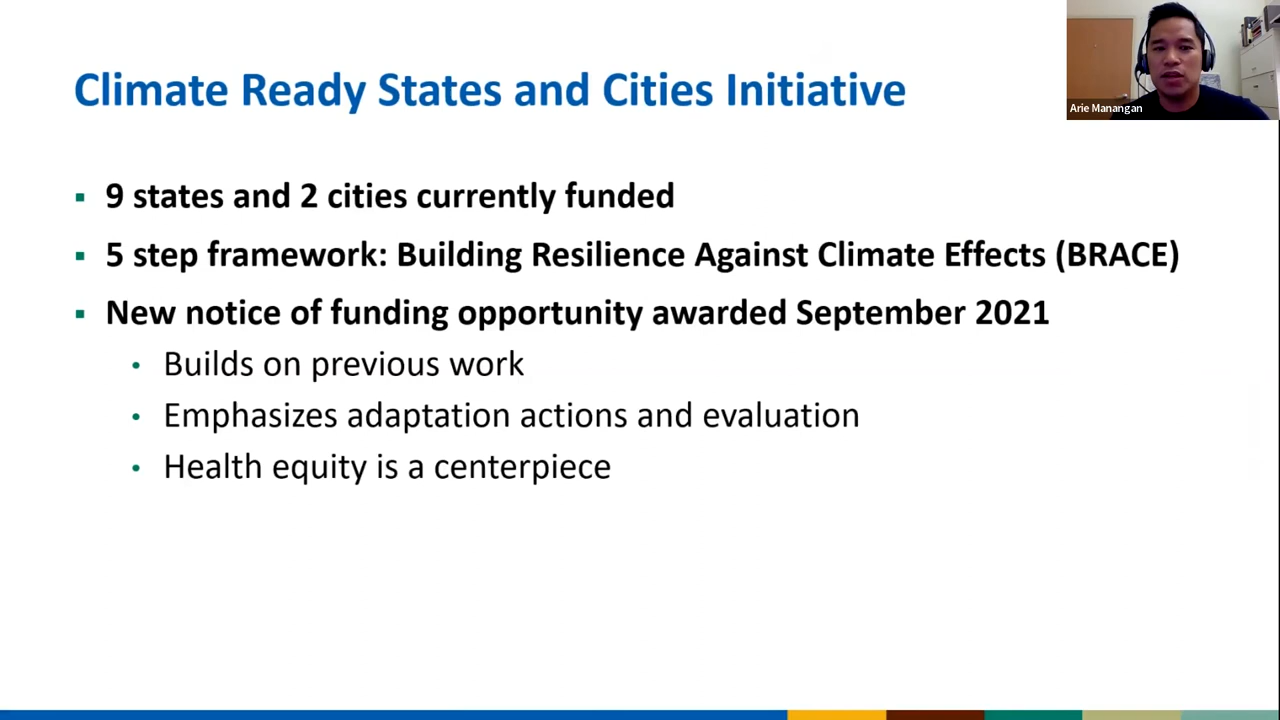 Climate Ready States and Cities Initiative
Arie Manangan
▪ 9 states and 2 cities currently funded
▪ 5 step framework: Building Resilience Against Climate Effects (BRACE)
▪ New notice of funding opportunity awarded September 2021
• Builds on previous work
• Emphasizes adaptation actions and evaluation
• Health equity is a centerpiece